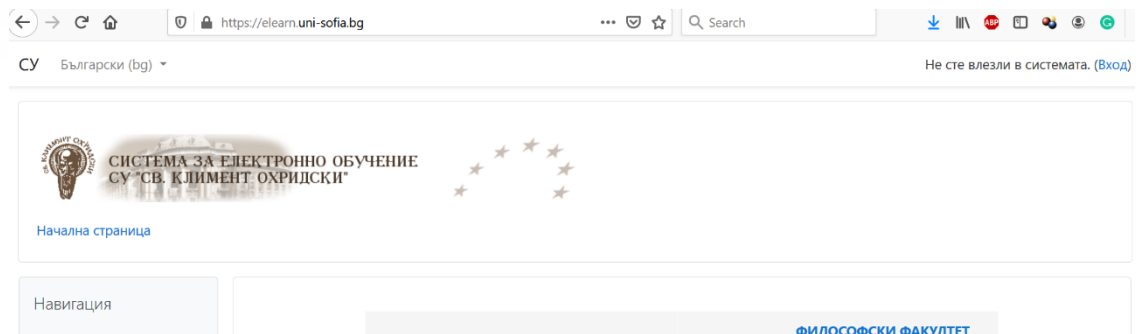 https://elearn.uni-sofia.bg
Search
ABP
СУ
Български (bg)
Не сте влезли в системата. (Вход)
СИСТЕМА ЗА ЕЛЕКТРОННО ОБУЧЕНИЕ
СУ "СВ. КЛИМЕНТ ОХРИДСКИ"
Начална страница
Навигация
ФИЛОСОФСКИ ФАКУЛТЕТ